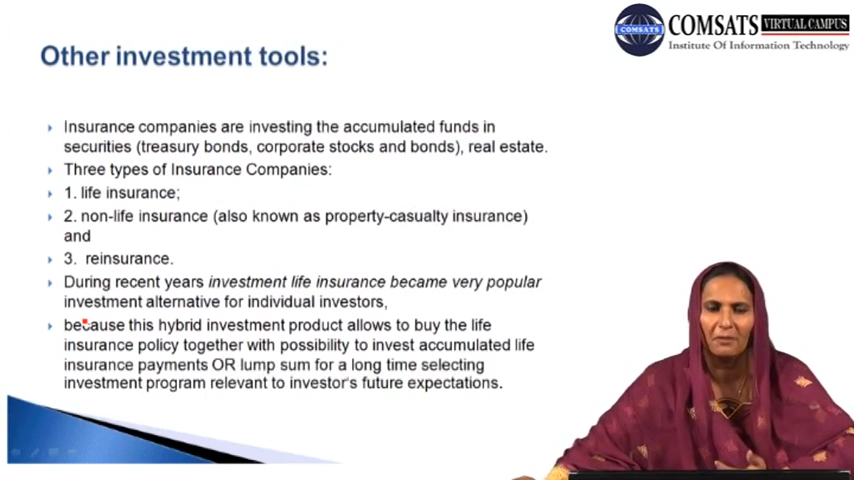 Other investment tools:
COMSATS
COMSATS VIRTUAL CAMPUS
Institute Of Information Technology
Insurance companies are investing the accumulated funds in
securities (treasury bonds, corporate stocks and bonds), real estate.
Three types of Insurance Companies:
1. life insurance;
2. non-life insurance (also known as property-casualty insurance)
and
3. reinsurance.
During recent years investment life insurance became very popular
investment alternative for individual investors,
because this hybrid investment product allows to buy the life
insurance policy together with possibility to invest accumulated life
insurance payments OR lump sum for a long time selecting
investment program relevant to investor's future expectations.